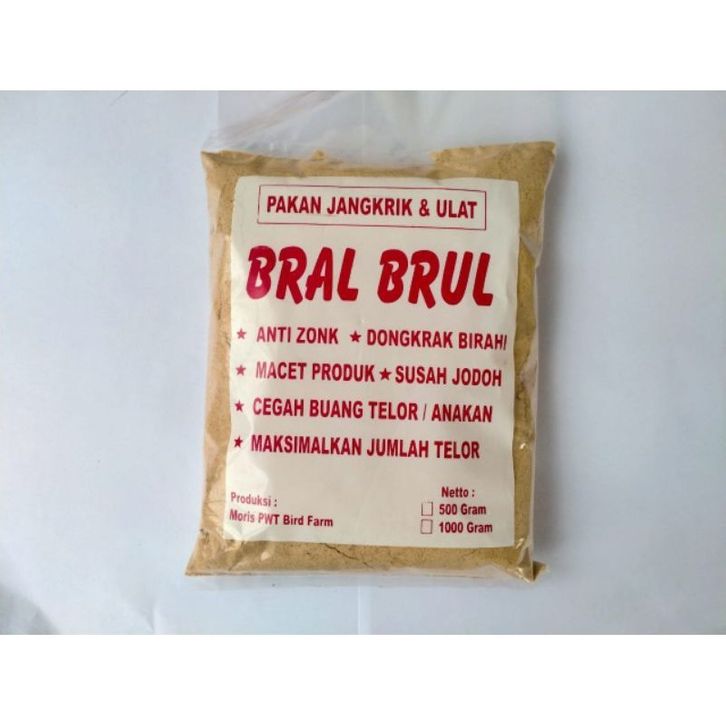 PAKAN JANGKRIK & ULAT
BRAL BRUL
★ ANTI ZONK ★ DONGKRAK BIRAHI
★ MACET PRODUK ★ SUSAH JODOH
★ CEGAH BUANG TELOR / ANAKAN
★ MAKSIMALKAN JUMLAH TELOR
Produksi :
Moris PWT Bird Farm
Netto :
500 Gram
1000 Gram